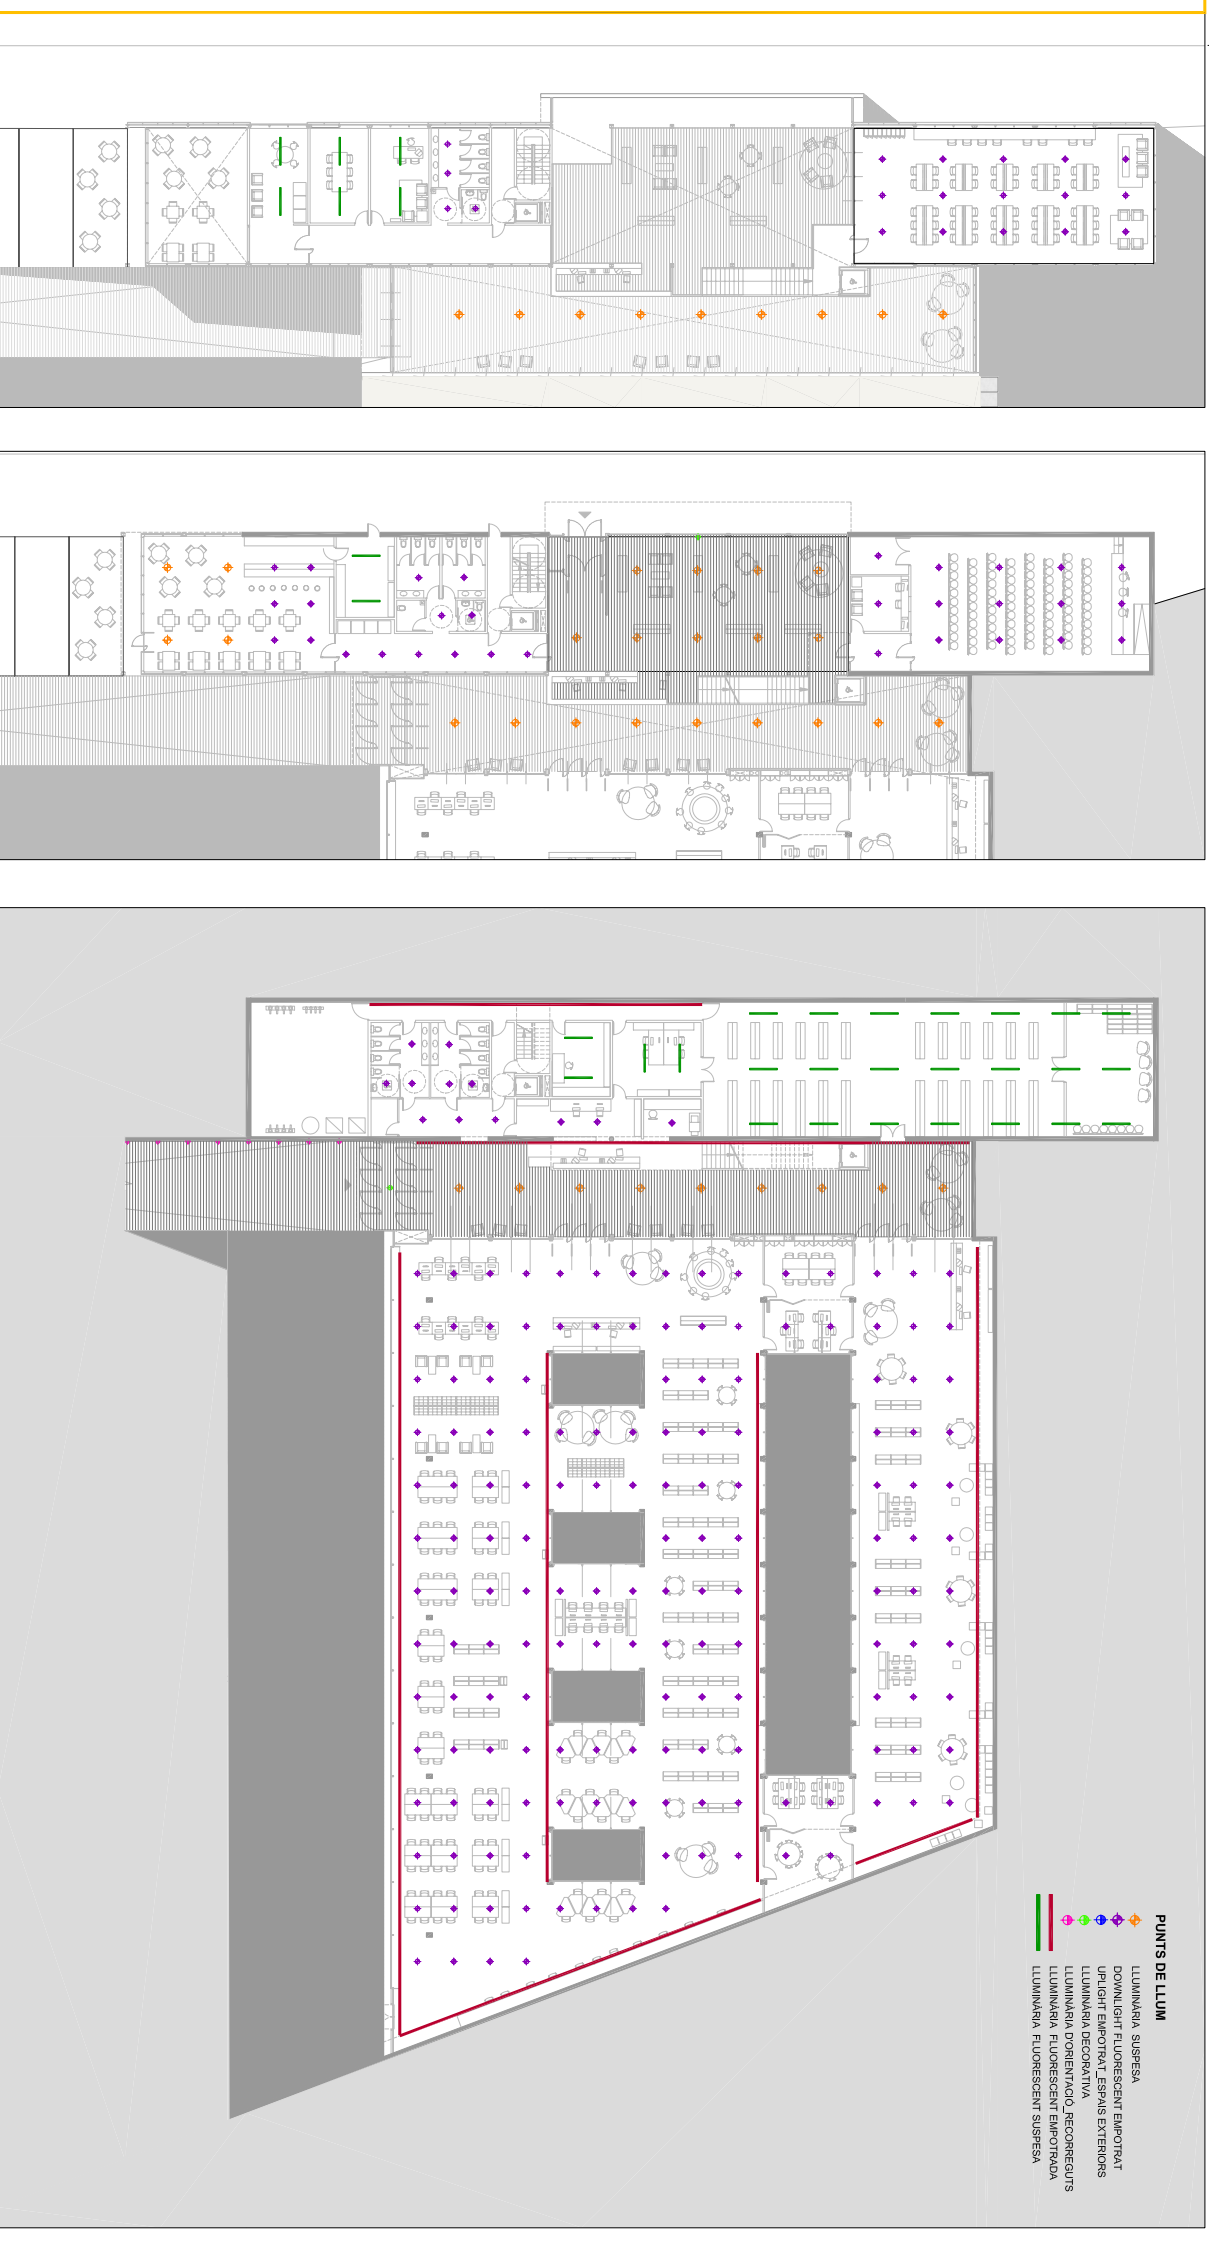 PUNTS DE LLUM
LLUMINÀRIA SUSPESA
DOWNLIGHT FLUORESCENT EMPOTRAT
UPLIGHT EMPOTRAT_ESPAIS EXTERIORS
LLUMINÀRIA DECORATIVA
LLUMINÀRIA D'ORIENTACIÓ_RECORREGUTS
LLUMINÀRIA FLUORESCENT EMPOTRADA
LLUMINÀRIA FLUORESCENT SUSPESA